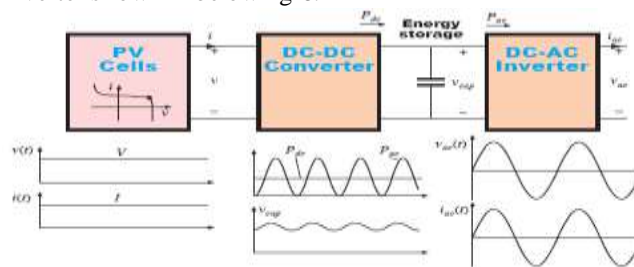 P_dc
P_ac
i
Energy
storage
i_ac
PV
Cells
+
v
−
DC-DC
Converter
+
v_cap
−
DC-AC
Inverter
+
v_ac
−
i
v
v(t)
V
i(t)
I
P_dc
P_ac
v_cap
v_ac(t)
i_ac(t)